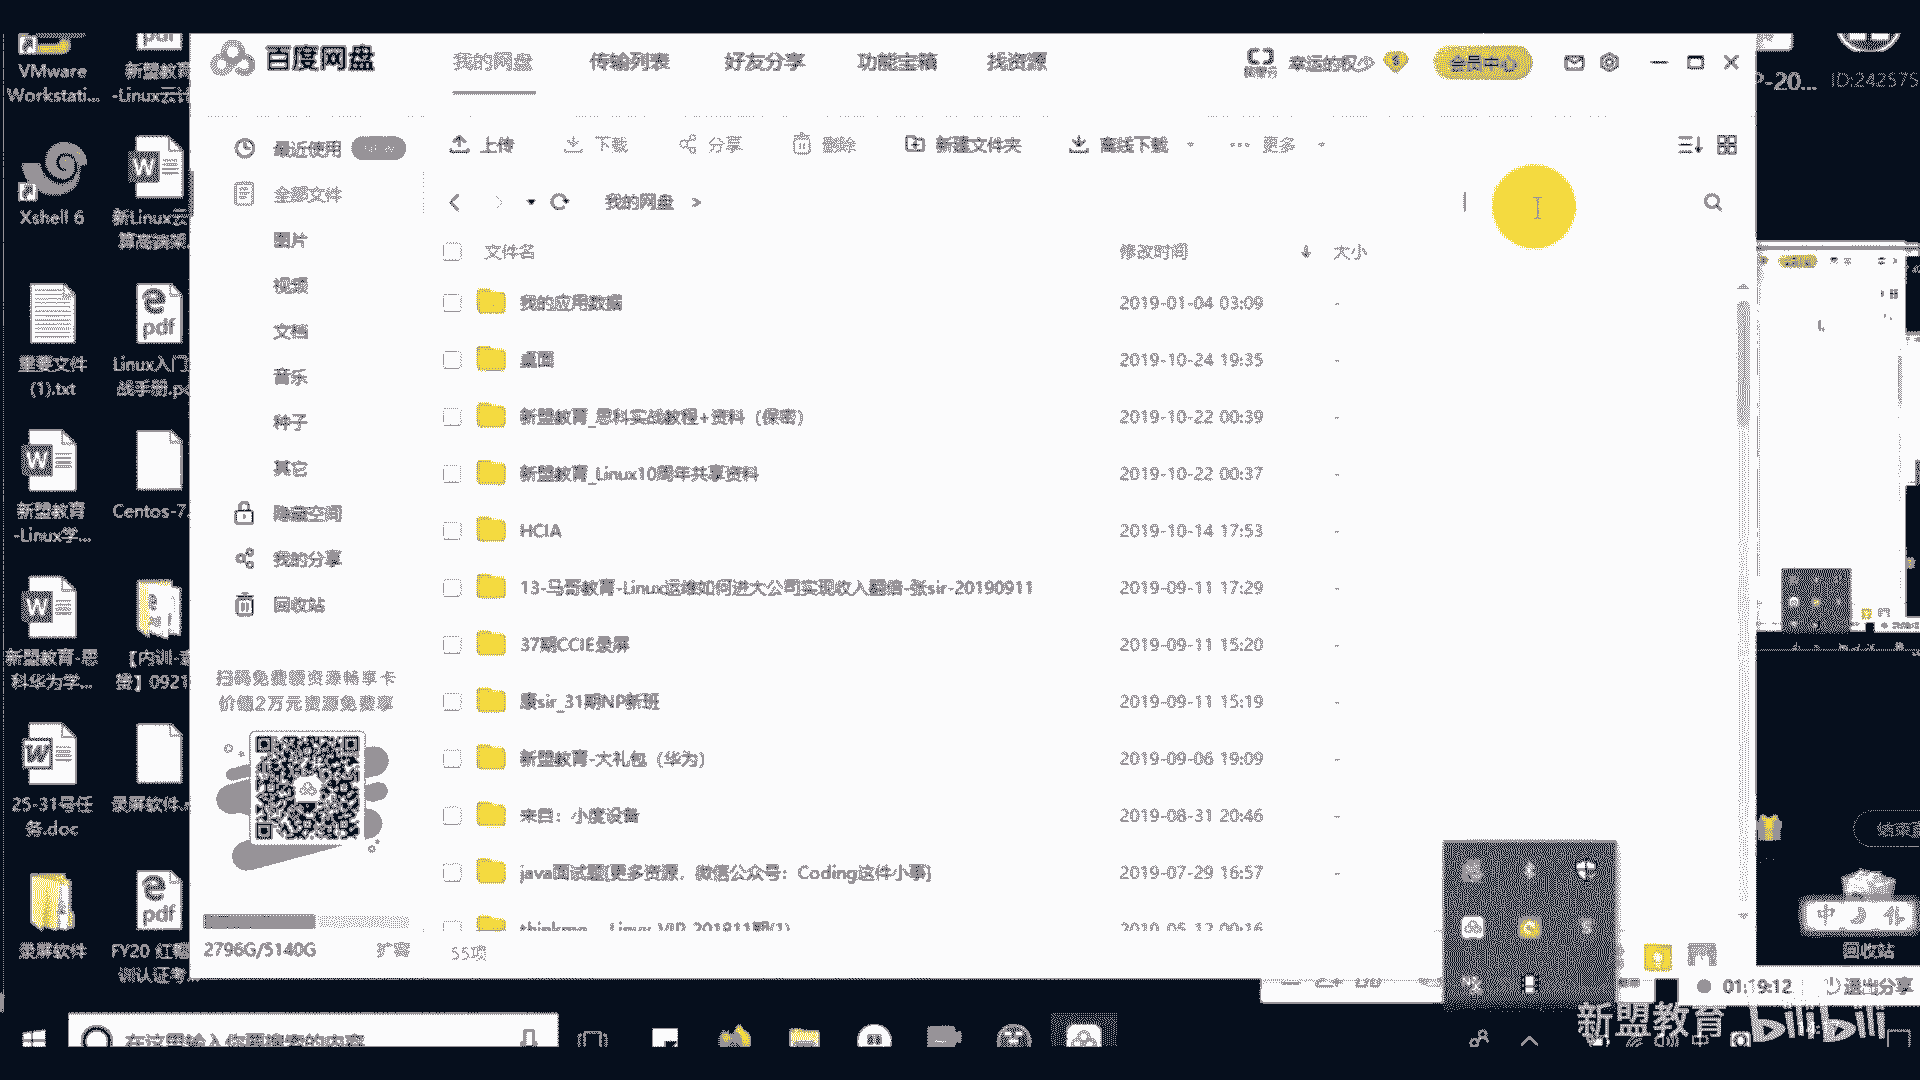 百度网盘
我的网盘
传输列表
好友分享
功能宝箱
找资源
幸运的权少
会员中心
最近使用
NEW
全部文件
图片
视频
文档
音乐
种子
其它
隐藏空间
我的分享
回收站
扫码免费领资源畅享卡
价值2万元资源免费享
2796G/5140G
扩容
上传
下载
分享
删除
新建文件夹
离线下载
更多
我的网盘 >
文件名 修改时间 大小
我的应用数据 2019-01-04 03:09 -
桌面 2019-10-24 19:35 -
新盟教育_思科实战教程+资料（保密） 2019-10-22 00:39 -
新盟教育_Linux10周年共享资料 2019-10-22 00:37 -
HCIA 2019-10-14 17:53 -
13-马哥教育-Linux运维如何进大公司实现收入翻倍-张sir-20190911 2019-09-11 17:29 -
37期CCIE录屏 2019-09-11 15:20 -
康sir_31期NP新班 2019-09-11 15:19 -
新盟教育-大礼包（华为） 2019-09-06 19:09 -
来自：小度设备 2019-08-31 20:46 -
java面试题[更多资源，微信公众号：Coding这件小事] 2019-07-29 16:57 -
55项
VMware
Workstati...
新盟教育
-Linux云计
Xshell 6
新Linux云
算高端架...
重要文件
(1).txt
Linux入门
战手册.pd
新盟教育
-Linux学...
Centos-7.
新盟教育-思
科华为学...
25-31号任
务.doc
录屏软件.
录屏软件
FY20 红帽
训认证考...
ID:242575
回收站
01:19:12
退出分享
在这里输入你要搜索的内容
新盟教育
bilibili